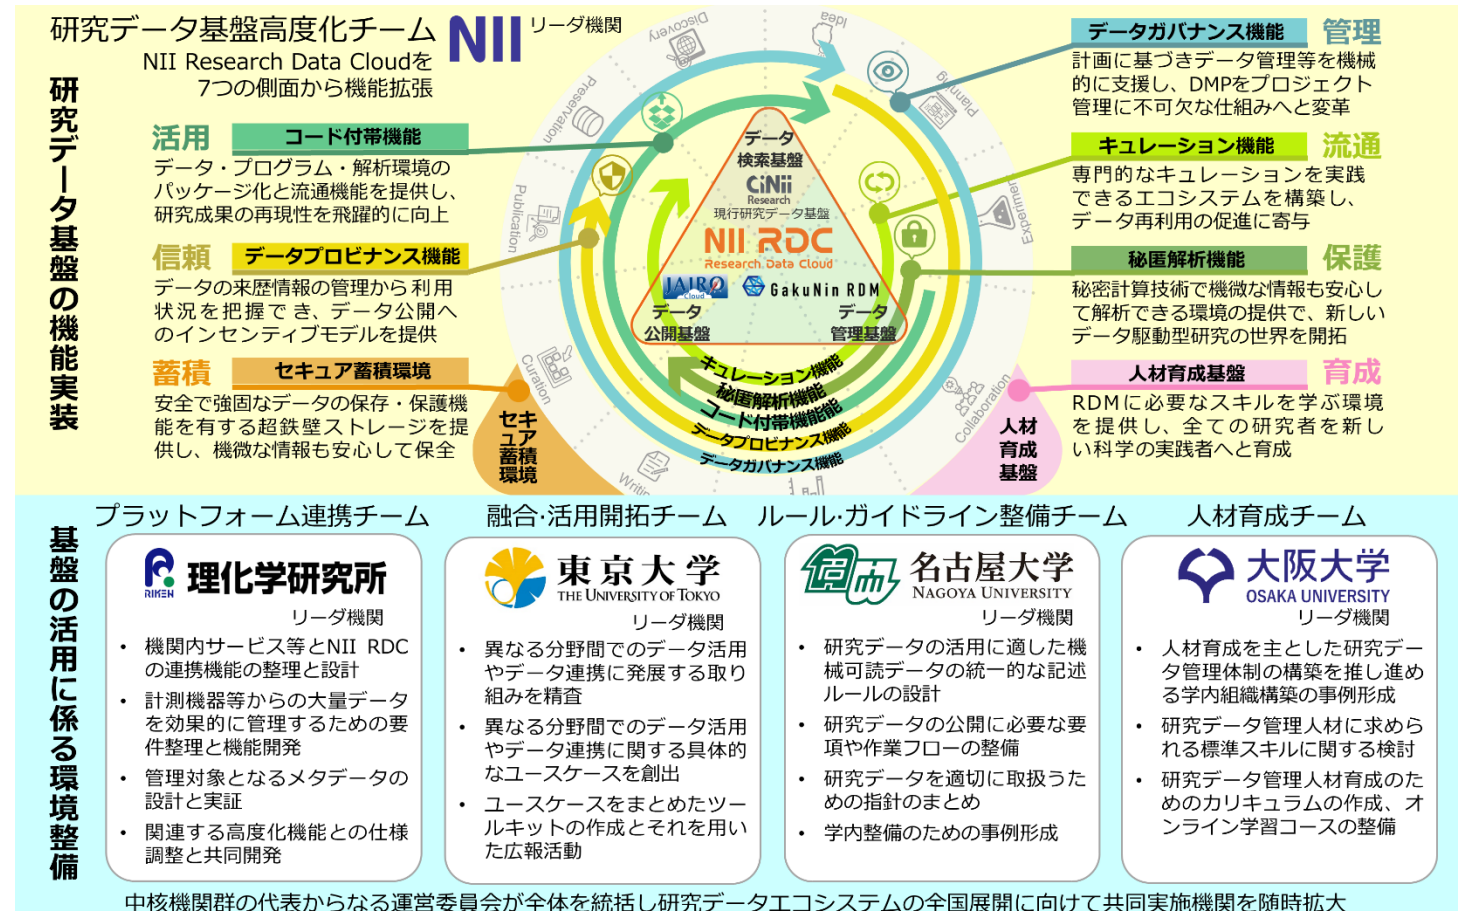 研究データ基盤高度化チーム
NII
リーダ機関
NII Research Data Cloudを
7つの側面から機能拡張
研究データ基盤の機能実装
活用
コード付帯機能
データ・プログラム・解析環境の
パッケージ化と流通機能を提供し、
研究成果の再現性を飛躍的に向上
信頼
データプロビナンス機能
データの来歴情報の管理から利用
状況を把握でき、データ公開へ
のインセンティブモデルを提供
蓄積
セキュア蓄積環境
安全で強固なデータの保存・保護機
能を有する超鉄壁ストレージを提
供し、機微な情報も安心して保全
Discovery
Idea
Planning
Experiment
Collaboration
Writing
Curation
Publication
Preservation
データ
検索基盤
CiNii
Research
現行研究データ基盤
NII RDC
Research Data Cloud
JAIRO
Cloud
GakuNin RDM
データ
公開基盤
データ
管理基盤
キュレーション機能
秘匿解析機能
コード付帯機能能
データプロビナンス機能
データガバナンス機能
セキュア蓄積環境
人材
育成
基盤
データガバナンス機能
管理
計画に基づきデータ管理等を機械
的に支援し、DMPをプロジェクト
管理に不可欠な仕組みへと変革
キュレーション機能
流通
専門的なキュレーションを実践
できるエコシステムを構築し、
データ再利用の促進に寄与
秘匿解析機能
保護
秘密計算技術で機微な情報も安心し
て解析できる環境の提供で、新しい
データ駆動型研究の世界を開拓
人材育成基盤
育成
RDMに必要なスキルを学ぶ環境
を提供し、全ての研究者を新し
い科学の実践者へと育成
基盤の活用に係る環境整備
プラットフォーム連携チーム
RIKEN
理化学研究所
リーダ機関
• 機関内サービス等とNII RDC
の連携機能の整理と設計
• 計測機器等からの大量データ
を効果的に管理するための要
件整理と機能開発
• 管理対象となるメタデータの
設計と実証
• 関連する高度化機能との仕様
調整と共同開発
融合·活用開拓チーム
東京大学
THE UNIVERSITY OF TOKYO
リーダ機関
• 異なる分野間でのデータ活用
やデータ連携に発展する取り
組みを精査
• 異なる分野間でのデータ活用
やデータ連携に関する具体的
なユースケースを創出
• ユースケースをまとめたツー
ルキットの作成とそれを用い
た広報活動
ルール·ガイドライン整備チーム
名古屋大学
NAGOYA UNIVERSITY
リーダ機関
• 研究データの活用に適した機
械可読データの統一的な記述
ルールの設計
• 研究データの公開に必要な要
項や作業フローの整備
• 研究データを適切に取扱うた
めの指針のまとめ
• 学内整備のための事例形成
人材育成チーム
大阪大学
OSAKA UNIVERSITY
リーダ機関
• 人材育成を主とした研究デー
タ管理体制の構築を推し進め
る学内組織構築の事例形成
• 研究データ管理人材に求めら
れる標準スキルに関する検討
• 研究データ管理人材育成のた
めのカリキュラムの作成、オ
ンライン学習コースの整備
中核機関群の代表からなる運営委員会が全体を統括し研究データエコシステムの全国展開に向けて共同実施機関を随時拡大